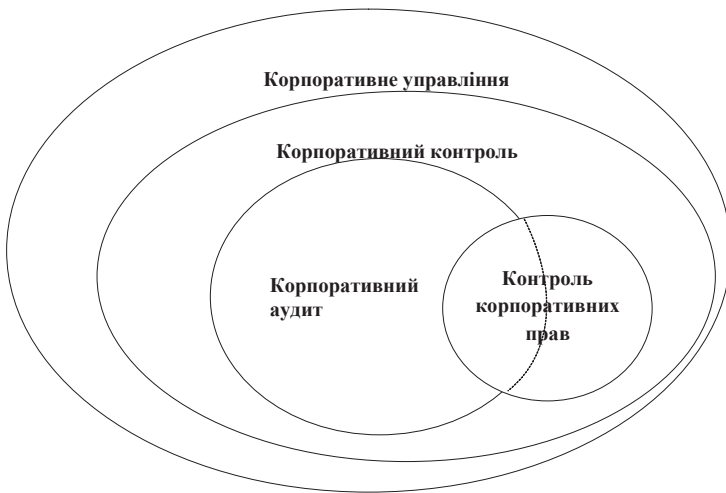 Корпоративне управління
Корпоративний контроль
Корпоративний
аудит
Контроль
корпоративних
прав